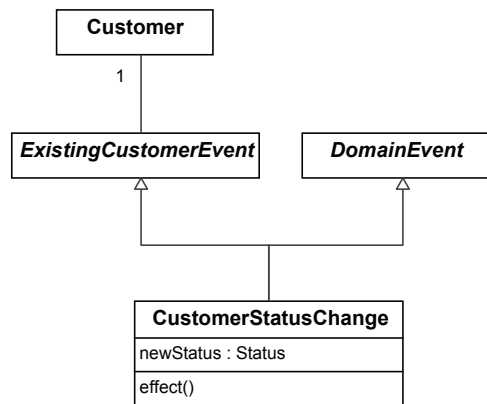 Customer
1
ExistingCustomerEvent
DomainEvent
CustomerStatusChange
newStatus : Status
effect()